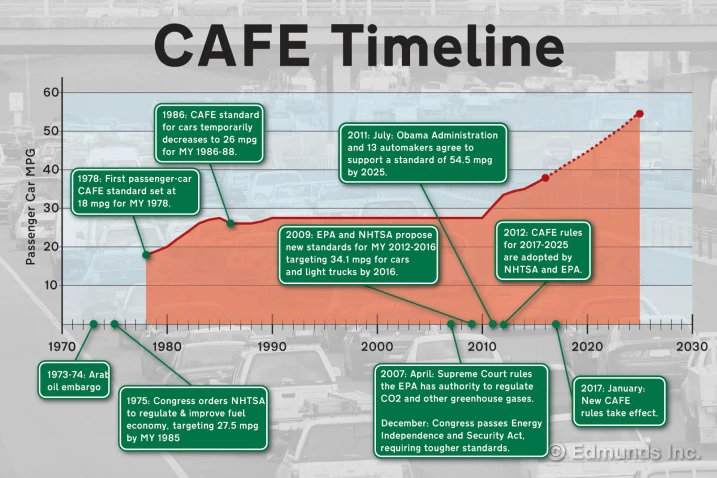 CAFE Timeline
Passenger Car MPG
60
50
40
30
20
10
1986: CAFE standard
for cars temporarily
decreases to 26 mpg
for MY 1986-88.
2011: July: Obama Administration
and 13 automakers agree to
support a standard of 54.5 mpg
by 2025.
1978: First passenger-car
CAFE standard set at
18 mpg for MY 1978.
2009: EPA and NHTSA propose
new standards for MY 2012-2016
targeting 34.1 mpg for cars
and light trucks by 2016.
2012: CAFE rules
for 2017-2025
are adopted by
NHTSA and EPA.
1970
1980
1990
2000
2010
2020
2030
1973-74: Arab
oil embargo
1975: Congress orders NHTSA
to regulate & improve fuel
economy, targeting 27.5 mpg
by MY 1985
2007: April: Supreme Court rules
the EPA has authority to regulate
CO2 and other greenhouse gases.
December: Congress passes Energy
Independence and Security Act,
requiring tougher standards.
2017: January:
New CAFE
rules take effect.
© Edmunds Inc.